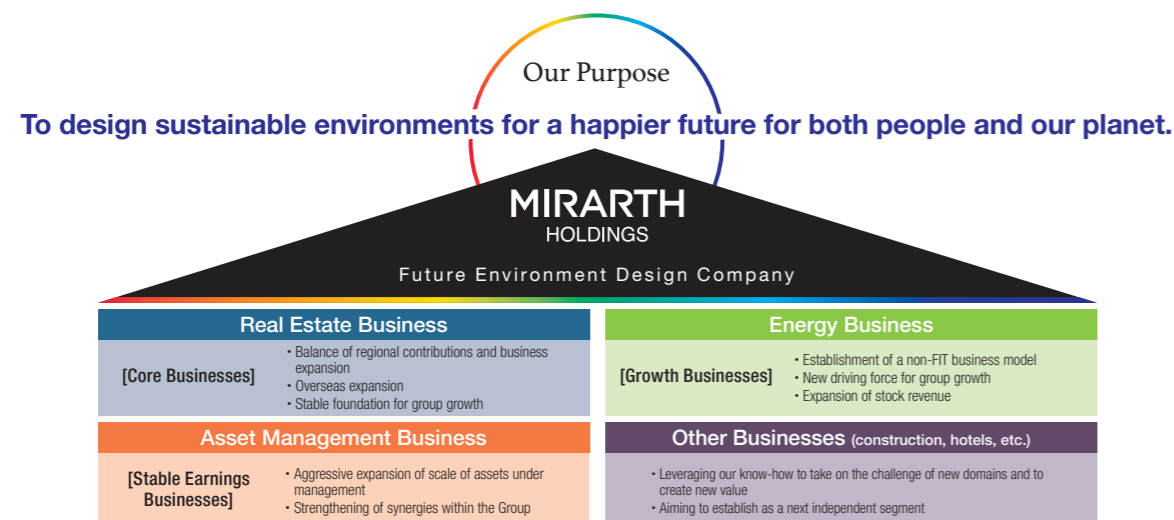 Our Purpose
To design sustainable environments for a happier future for both people and our planet.
MIRARTH
HOLDINGS
Future Environment Design Company
Real Estate Business
[Core Businesses]
• Balance of regional contributions and business
expansion
• Overseas expansion
• Stable foundation for group growth
Energy Business
[Growth Businesses]
• Establishment of a non-FIT business model
• New driving force for group growth
• Expansion of stock revenue
Asset Management Business
[Stable Earnings
Businesses]
• Aggressive expansion of scale of assets under
management
• Strengthening of synergies within the Group
Other Businesses (construction, hotels, etc.)
• Leveraging our know-how to take on the challenge of new domains and to
create new value
• Aiming to establish as a next independent segment